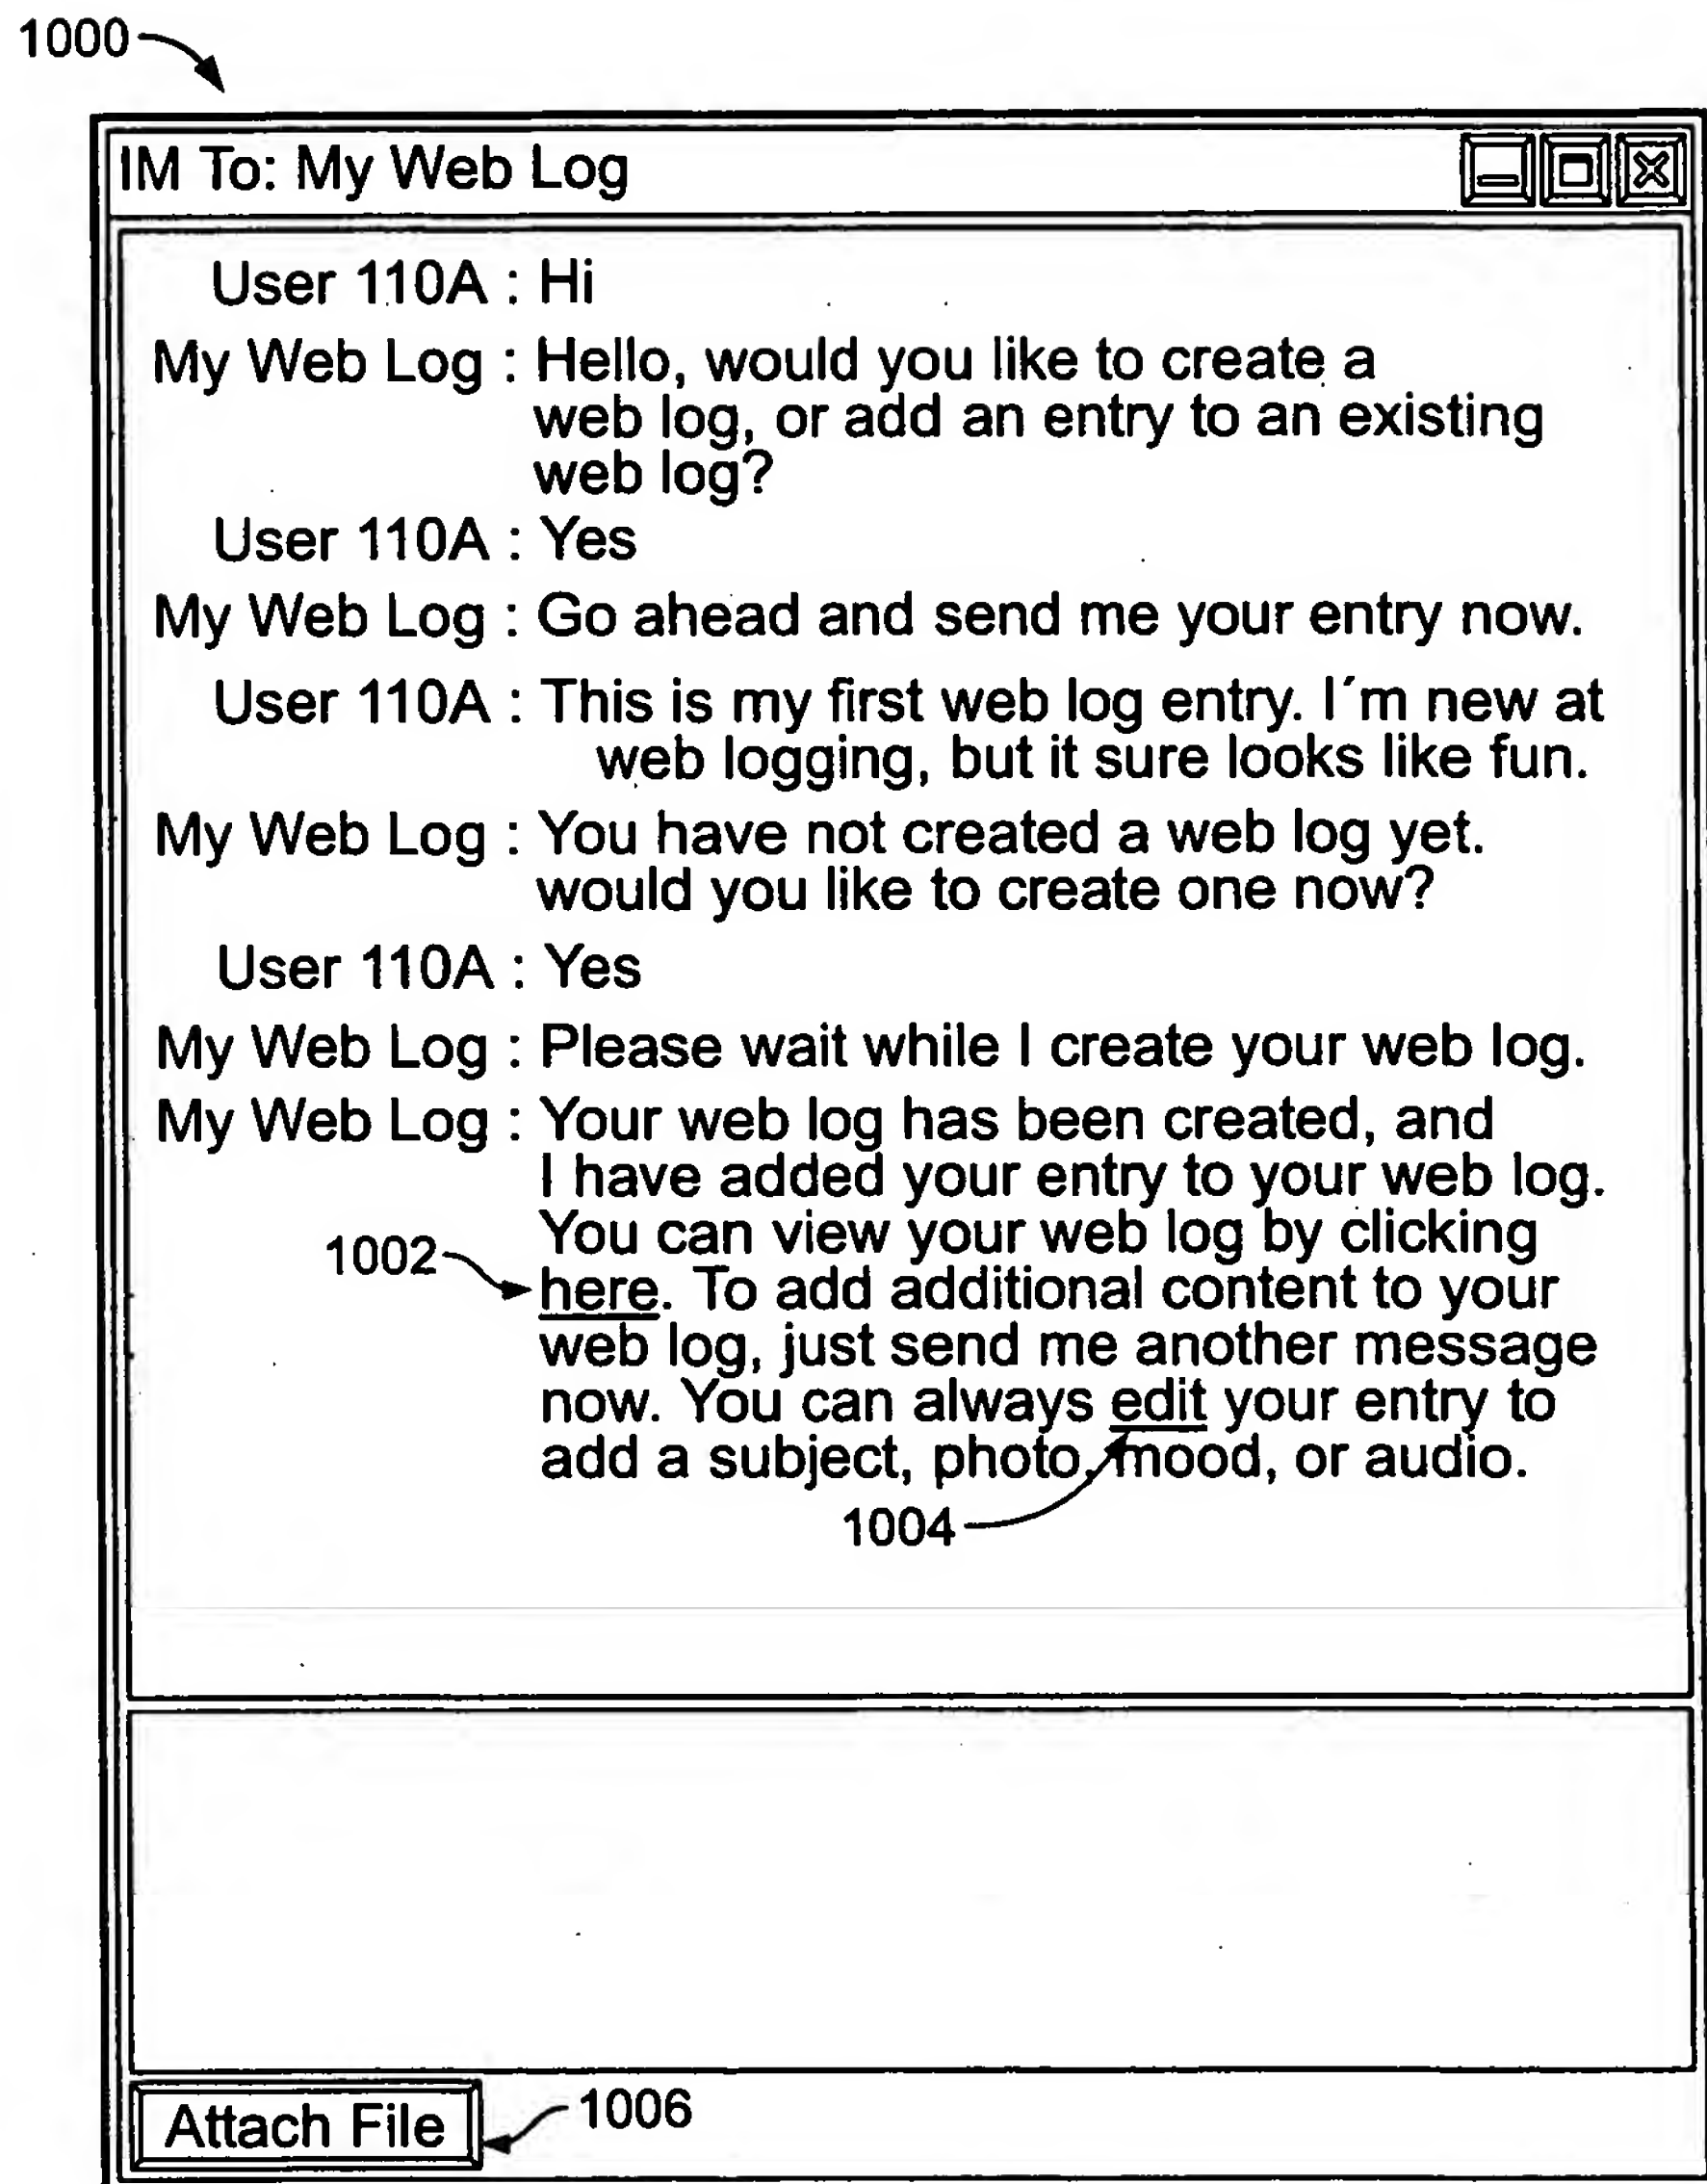 1000
IM To: My Web Log
User 110A : Hi
My Web Log : Hello, would you like to create a
web log, or add an entry to an existing
web log?
User 110A : Yes
My Web Log : Go ahead and send me your entry now.
User 110A : This is my first web log entry. I´m new at
web logging, but it sure looks like fun.
My Web Log : You have not created a web log yet.
would you like to create one now?
User 110A : Yes
My Web Log : Please wait while I create your web log.
My Web Log : Your web log has been created, and
I have added your entry to your web log.
You can view your web log by clicking
1002 here. To add additional content to your
web log, just send me another message
now. You can always edit your entry to
add a subject, photo, mood, or audio.
1004
Attach File 1006